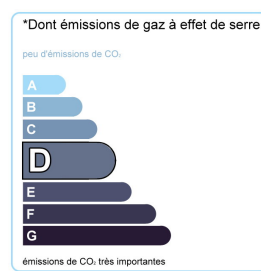 *Dont émissions de gaz à effet de serre
peu d'émissions de CO₂
A
B
C
D
E
F
G
émissions de CO₂ très importantes